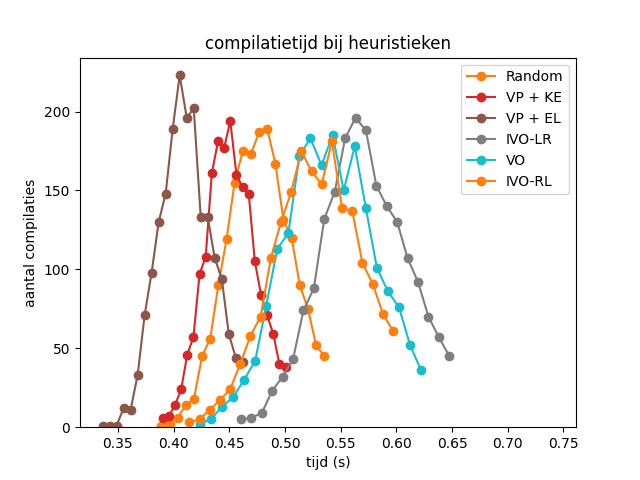 compilatietijd bij heuristieken
aantal compilaties
200
150
100
50
0
Random
VP + KE
VP + EL
IVO-LR
VO
IVO-RL
0.35 0.40 0.45 0.50 0.55 0.60 0.65 0.70 0.75
tijd (s)